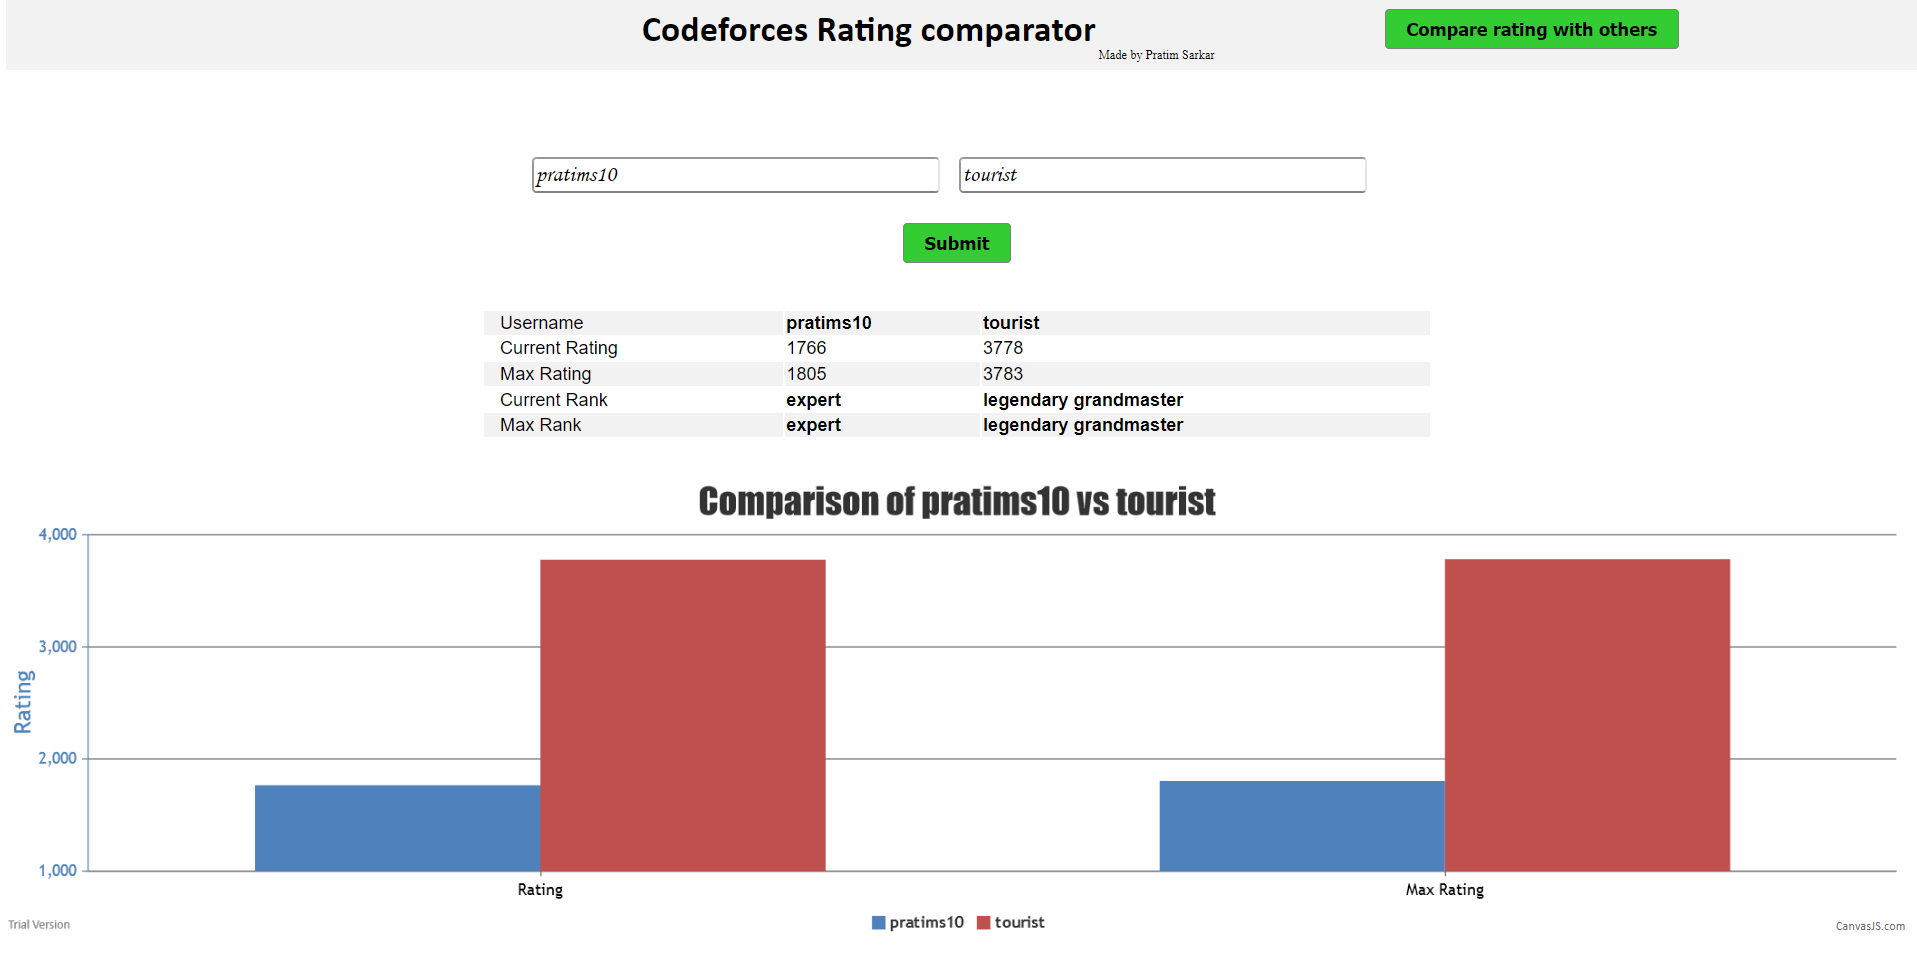 Codeforces Rating comparator
Made by Pratim Sarkar
Compare rating with others
pratims10 tourist
Submit
Username pratims10 tourist
Current Rating 1766 3778
Max Rating 1805 3783
Current Rank expert legendary grandmaster
Max Rank expert legendary grandmaster
Comparison of pratims10 vs tourist
4,000
3,000
2,000
1,000
Rating
Rating Max Rating
pratims10 tourist
Trial Version
CanvasJS.com